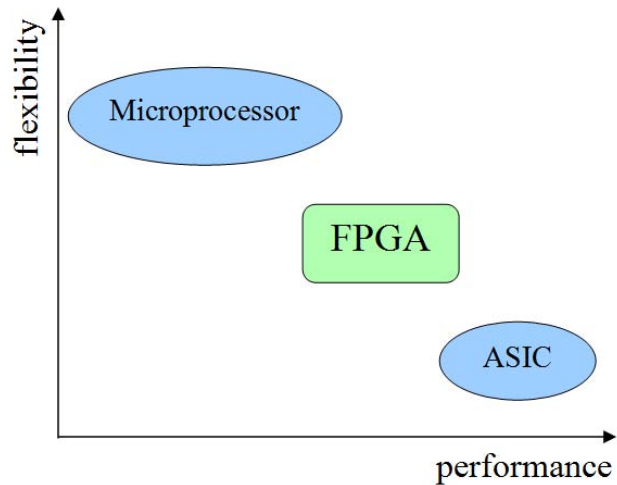 flexibility
Microprocessor
FPGA
ASIC
performance